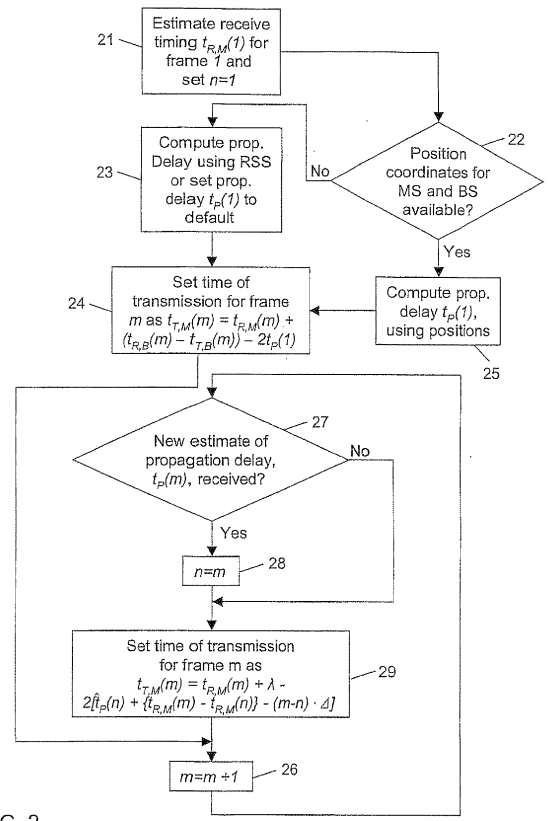 21
Estimate receive
timing t_{R,M}(1) for
frame 1 and
set n=1
22
Position
coordinates for
MS and BS
available?
No
Yes
23
Compute prop.
Delay using RSS
or set prop.
delay t_P(1) to
default
24
Set time of
transmission for frame
m as t_{T,M}(m) = t_{R,M}(m) +
(t_{R,B}(m) – t_{T,B}(m)) – 2t_P(1)
Compute prop.
delay t_P(1),
using positions
25
27
New estimate of
propagation delay,
t_P(m), received?
No
Yes
n=m
28
Set time of transmission
for frame m as
t_{T,M}(m) = t_{R,M}(m) + λ -
2[t̂_P(n) + {t_{R,M}(m) - t_{R,M}(n)} - (m-n) · Δ]
29
m=m +1
26